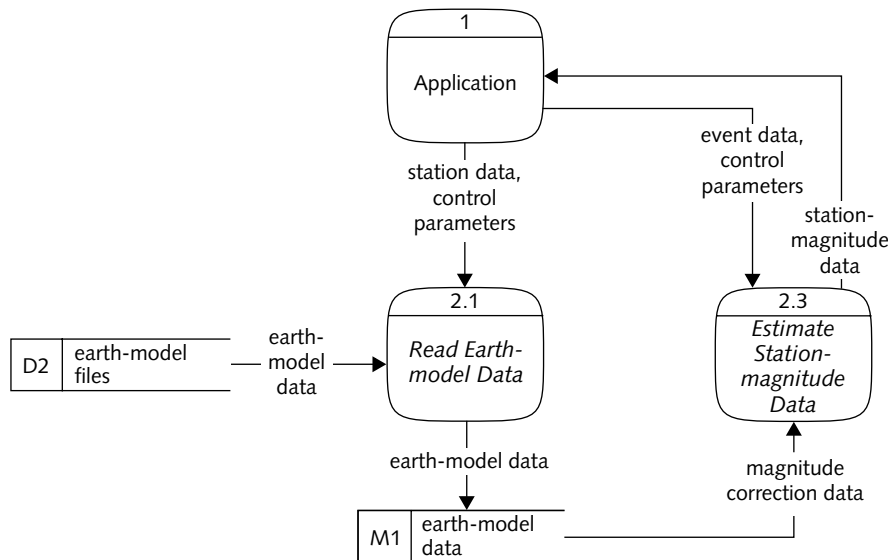 1
Application
station data,
control
parameters
event data,
control
parameters
station-
magnitude
data
2.1
Read Earth-
model Data
2.3
Estimate
Station-
magnitude
Data
D2
earth-model
files
earth-
model
data
earth-model data
magnitude
correction data
M1
earth-model
data